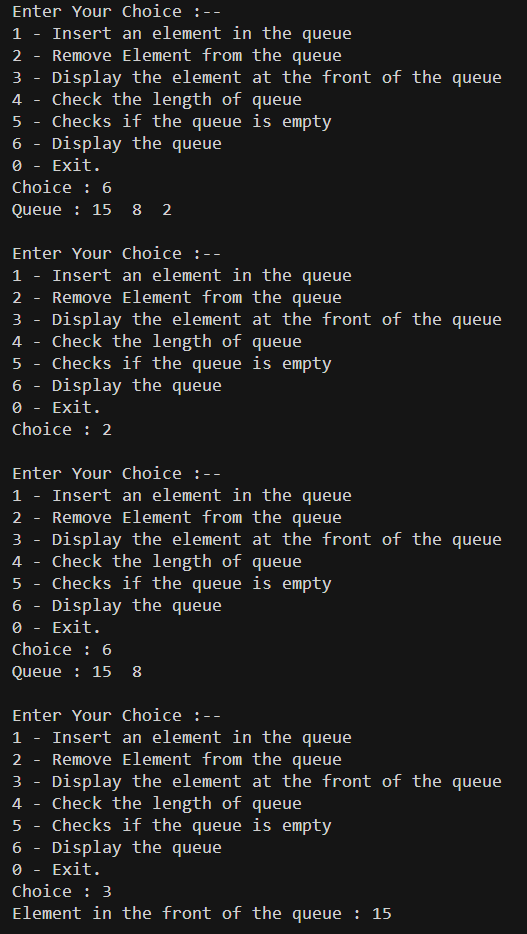 Enter Your Choice :--
1 - Insert an element in the queue
2 - Remove Element from the queue
3 - Display the element at the front of the queue
4 - Check the length of queue
5 - Checks if the queue is empty
6 - Display the queue
0 - Exit.
Choice : 6
Queue : 15  8  2

Enter Your Choice :--
1 - Insert an element in the queue
2 - Remove Element from the queue
3 - Display the element at the front of the queue
4 - Check the length of queue
5 - Checks if the queue is empty
6 - Display the queue
0 - Exit.
Choice : 2

Enter Your Choice :--
1 - Insert an element in the queue
2 - Remove Element from the queue
3 - Display the element at the front of the queue
4 - Check the length of queue
5 - Checks if the queue is empty
6 - Display the queue
0 - Exit.
Choice : 6
Queue : 15  8

Enter Your Choice :--
1 - Insert an element in the queue
2 - Remove Element from the queue
3 - Display the element at the front of the queue
4 - Check the length of queue
5 - Checks if the queue is empty
6 - Display the queue
0 - Exit.
Choice : 3
Element in the front of the queue : 15